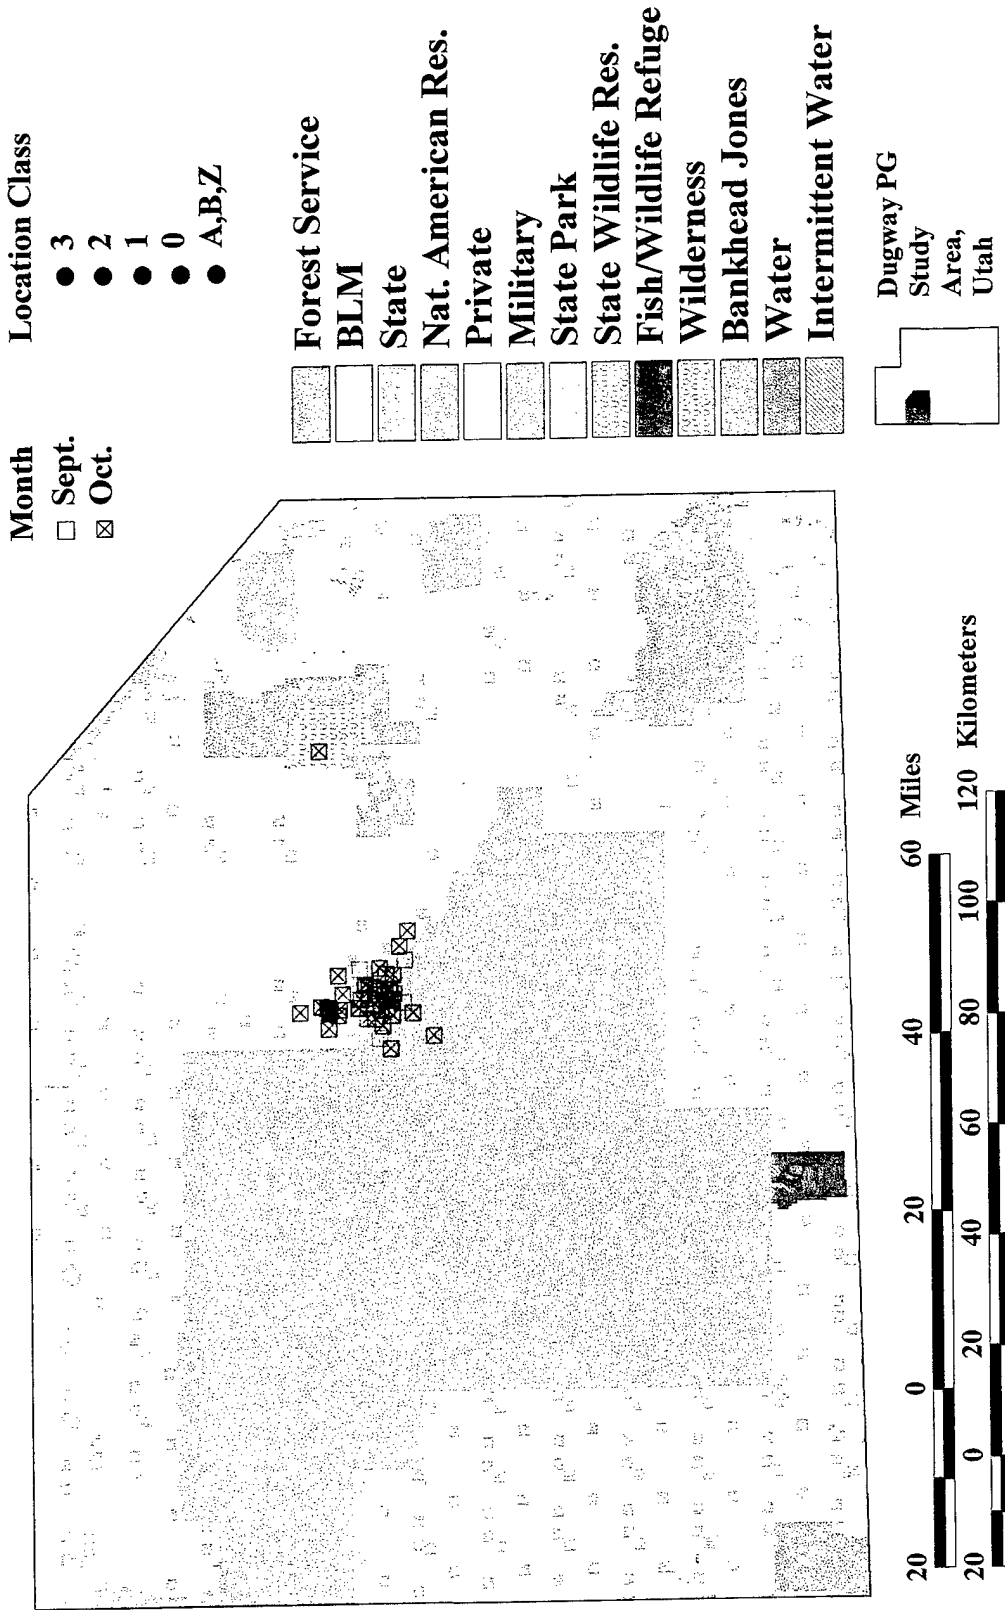 Month
Sept.
Oct.
Location Class
3
2
1
0
A,B,Z
Forest Service
BLM
State
Nat. American Res.
Private
Military
State Park
State Wildlife Res.
Fish/Wildlife Refuge
Wilderness
Bankhead Jones
Water
Intermittent Water
Dugway PG
Study
Area,
Utah
20 0 20 40 60 Miles
20 0 20 40 60 80 100 120 Kilometers